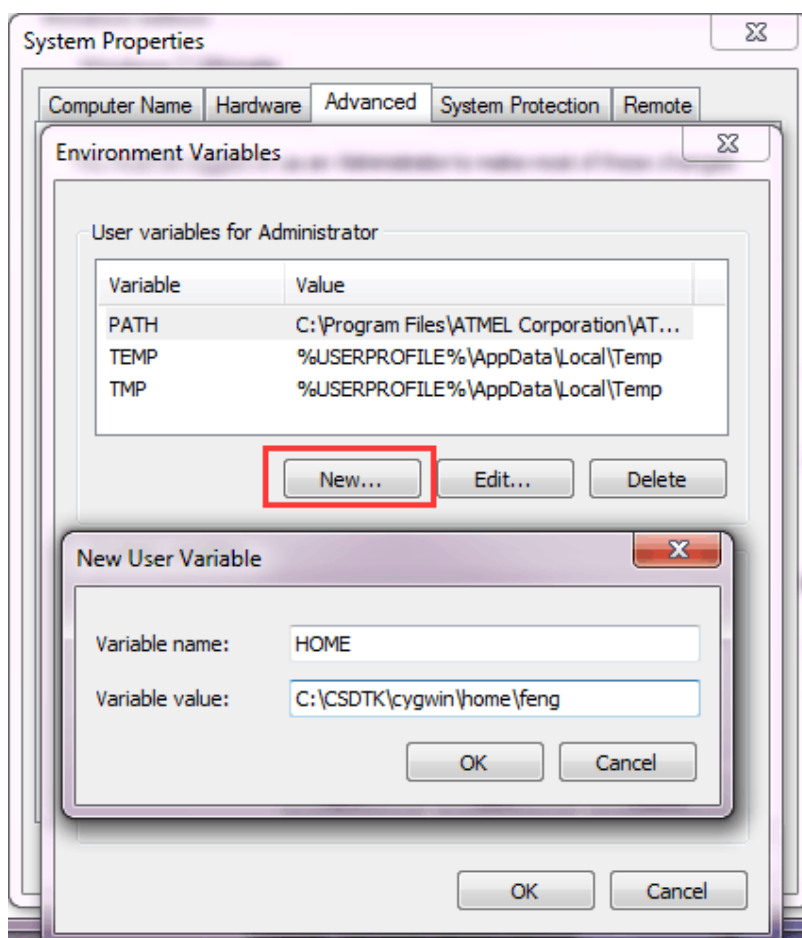 System Properties
Computer Name Hardware Advanced System Protection Remote
Environment Variables
User variables for Administrator
Variable Value
PATH C:\Program Files\ATMEL Corporation\AT...
TEMP %USERPROFILE%\AppData\Local\Temp
TMP %USERPROFILE%\AppData\Local\Temp
New... Edit... Delete
New User Variable
Variable name: HOME
Variable value: C:\CSDTK\cygwin\home\feng
OK Cancel
OK Cancel